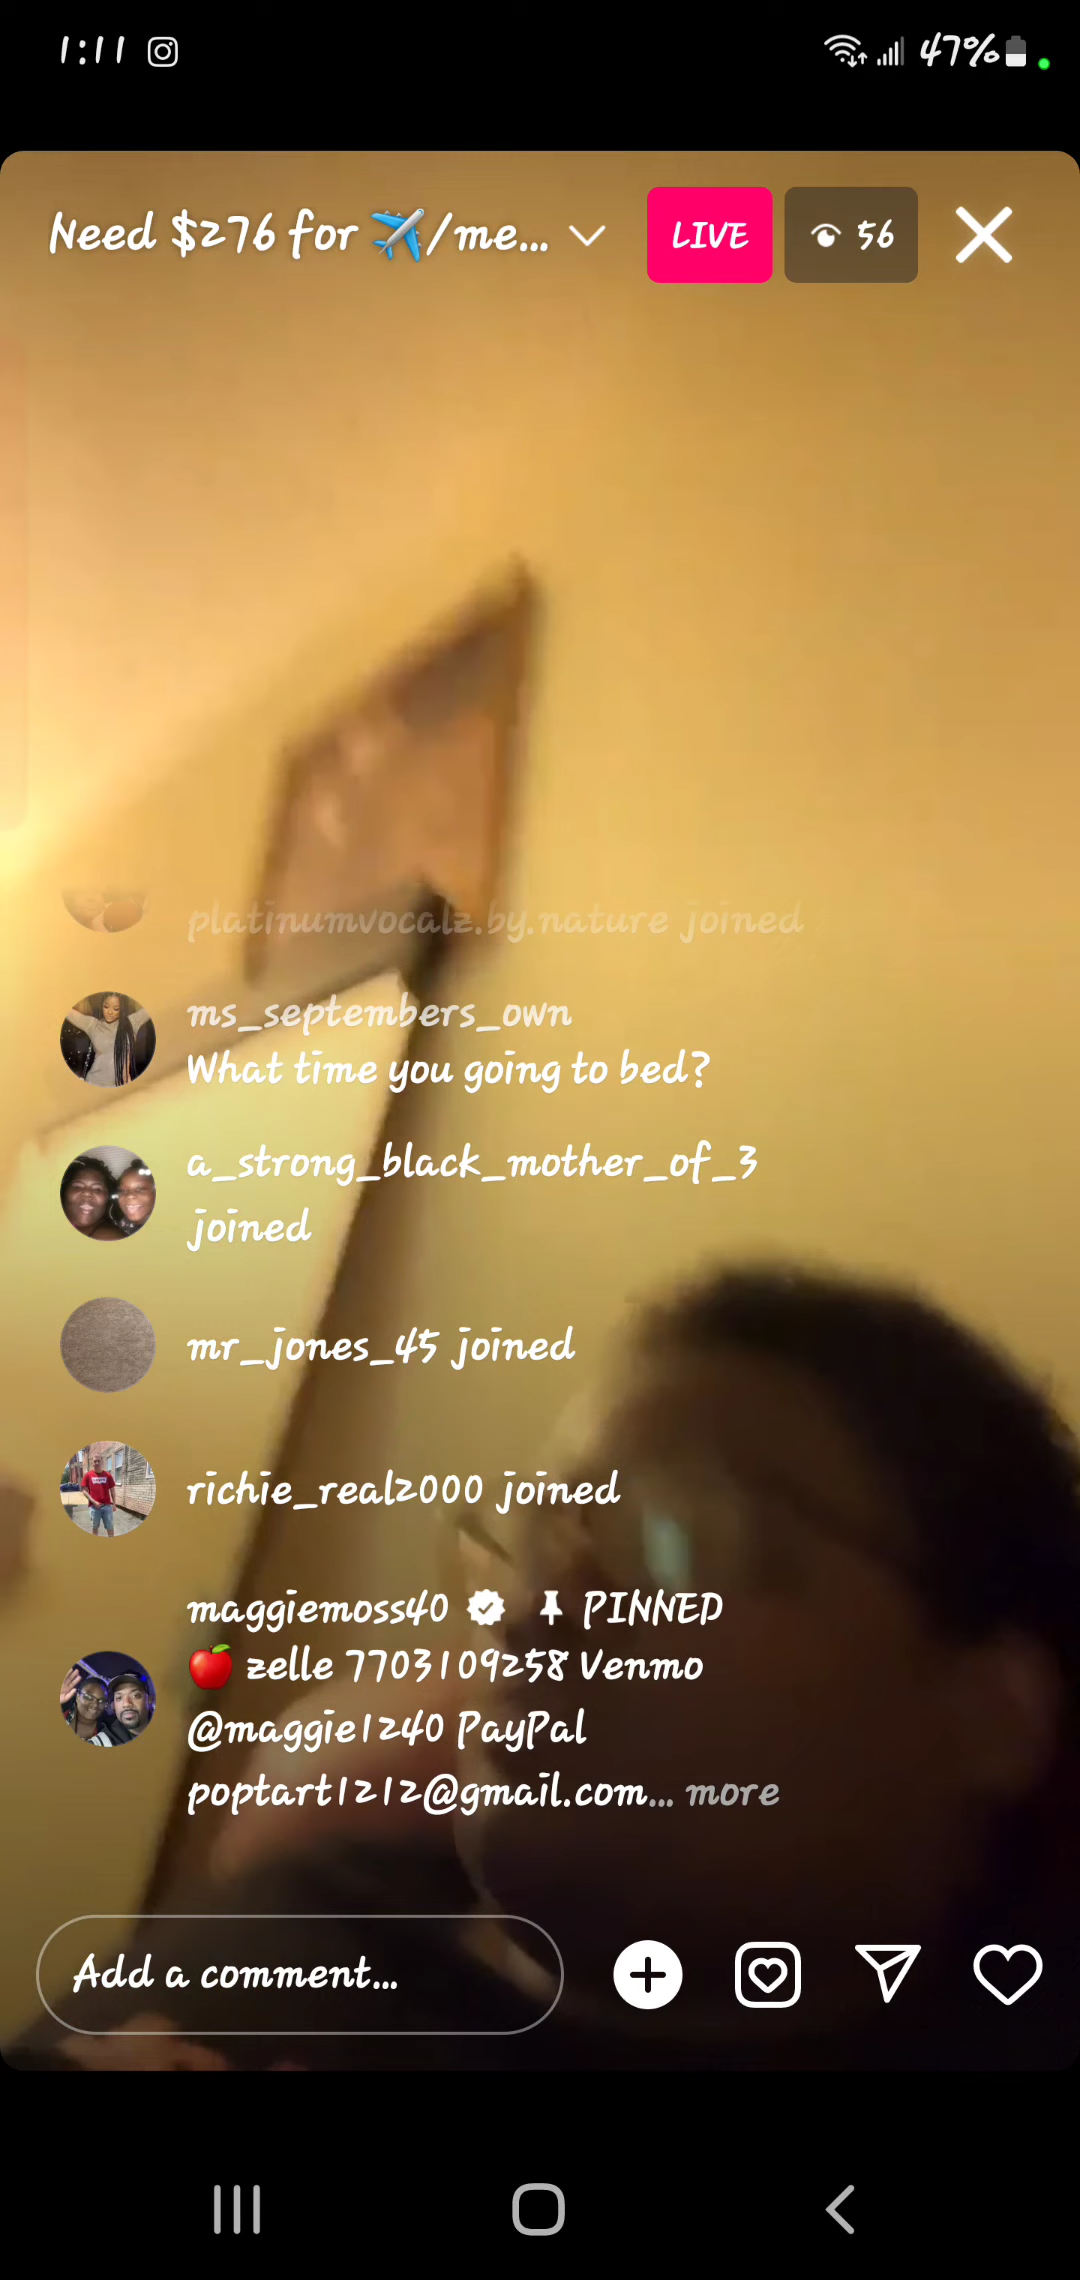 1:11 47%
Need $276 for ✈️/me...
LIVE 56
platinumvocalz.by.nature joined
ms_septembers_own
What time you going to bed?
a_strong_black_mother_of_3
joined
mr_jones_45 joined
richie_real2000 joined
maggiemoss40 PINNED
🍎 zelle 7703109258 Venmo
@maggie1240 PayPal
poptart1212@gmail.com... more
Add a comment...